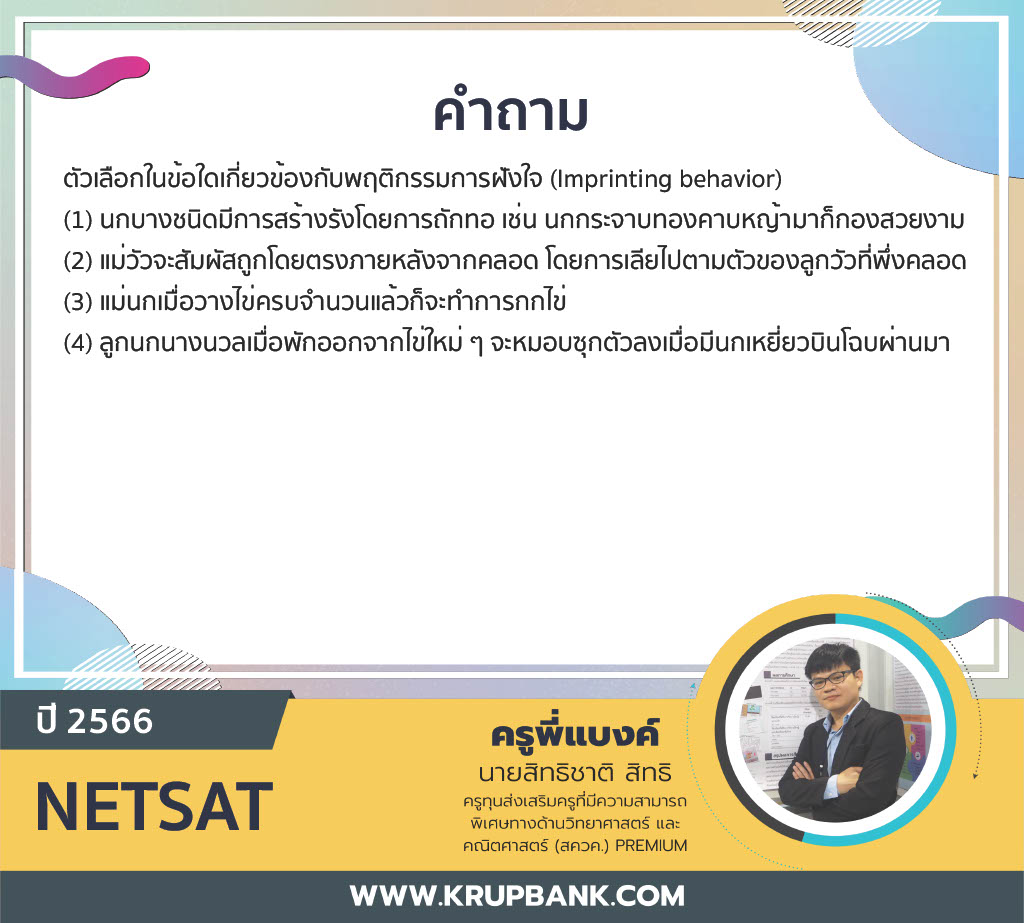 คำถาม
ตัวเลือกในข้อใดเกี่ยวข้องกับพฤติกรรมการฝังใจ (Imprinting behavior)
(1) นกบางชนิดมีการสร้างรังโดยการถักทอ เช่น นกกระจาบทองคาบหญ้ามาก็กองสวยงาม
(2) แม่วัวจะสัมผัสถูกโดยตรงภายหลังจากคลอด โดยการเลียไปตามตัวของลูกวัวที่พึ่งคลอด
(3) แม่นกเมื่อวางไข่ครบจำนวนแล้วก็จะทำการกกไข่
(4) ลูกนกนางนวลเมื่อพักออกจากไข่ใหม่ ๆ จะหมอบซุกตัวลงเมื่อมีนกเหยี่ยวบินโฉบผ่านมา
ปี 2566
NETSAT
ครูพี่แบงค์
นายสิทธิชาติ สิทธิ
ครูทุนส่งเสริมครูที่มีความสามารถ
พิเศษทางด้านวิทยาศาสตร์ และ
คณิตศาสตร์ (สควค.) PREMIUM
WWW.KRUPBANK.COM